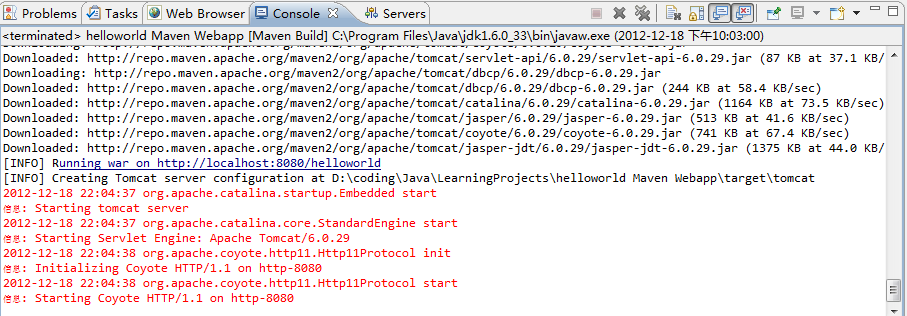 Problems Tasks Web Browser Console Servers
<terminated> helloworld Maven Webapp [Maven Build] C:\Program Files\Java\jdk1.6.0_33\bin\javaw.exe (2012-12-18 下午10:03:00)
Downloaded: http://repo.maven.apache.org/maven2/org/apache/tomcat/servlet-api/6.0.29/servlet-api-6.0.29.jar (87 KB at 37.1 KB/
Downloading: http://repo.maven.apache.org/maven2/org/apache/tomcat/dbcp/6.0.29/dbcp-6.0.29.jar
Downloaded: http://repo.maven.apache.org/maven2/org/apache/tomcat/dbcp/6.0.29/dbcp-6.0.29.jar (244 KB at 58.4 KB/sec)
Downloaded: http://repo.maven.apache.org/maven2/org/apache/tomcat/catalina/6.0.29/catalina-6.0.29.jar (1164 KB at 73.5 KB/sec)
Downloaded: http://repo.maven.apache.org/maven2/org/apache/tomcat/jasper/6.0.29/jasper-6.0.29.jar (513 KB at 41.6 KB/sec)
Downloaded: http://repo.maven.apache.org/maven2/org/apache/tomcat/coyote/6.0.29/coyote-6.0.29.jar (741 KB at 67.4 KB/sec)
Downloaded: http://repo.maven.apache.org/maven2/org/apache/tomcat/jasper-jdt/6.0.29/jasper-jdt-6.0.29.jar (1375 KB at 44.0 KB/
[INFO] Running war on http://localhost:8080/helloworld
[INFO] Creating Tomcat server configuration at D:\coding\Java\LearningProjects\helloworld Maven Webapp\target\tomcat
2012-12-18 22:04:37 org.apache.catalina.startup.Embedded start
信息: Starting tomcat server
2012-12-18 22:04:37 org.apache.catalina.core.StandardEngine start
信息: Starting Servlet Engine: Apache Tomcat/6.0.29
2012-12-18 22:04:38 org.apache.coyote.http11.Http11Protocol init
信息: Initializing Coyote HTTP/1.1 on http-8080
2012-12-18 22:04:38 org.apache.coyote.http11.Http11Protocol start
信息: Starting Coyote HTTP/1.1 on http-8080